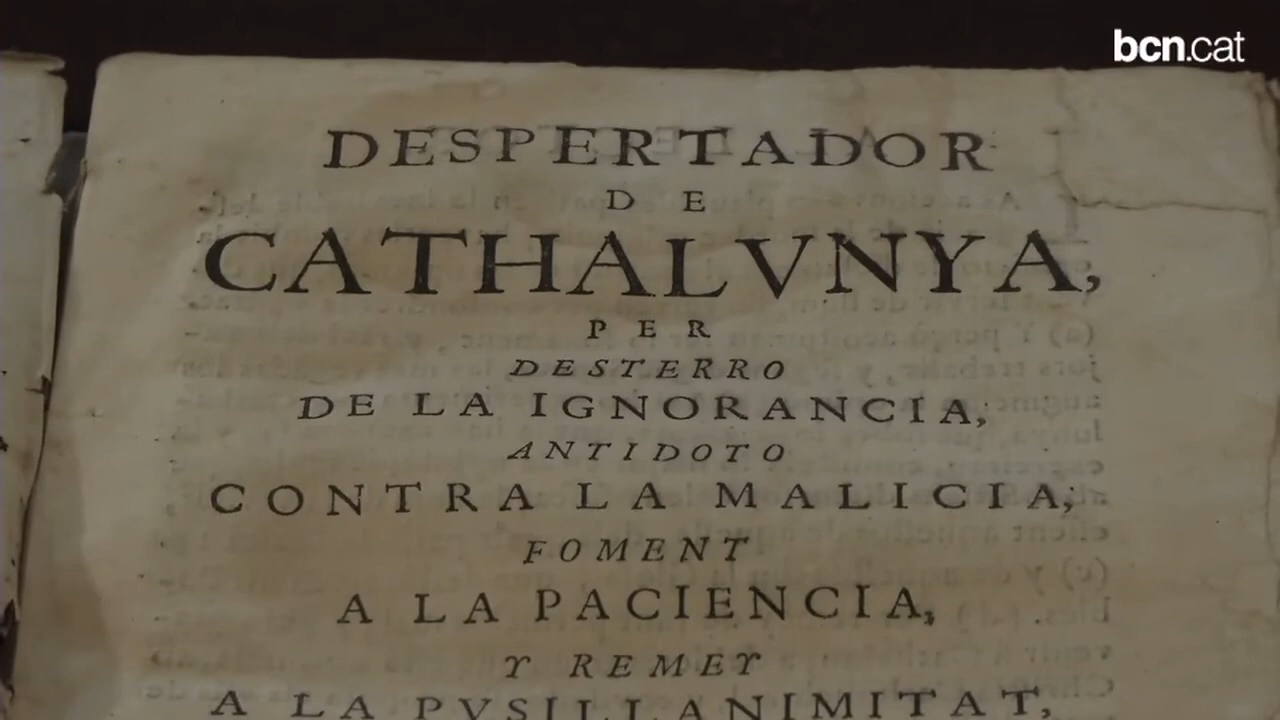 bcn.cat
DESPERTADOR
DE
CATHALVNYA,
PER
DESTERRO
DE LA IGNORANCIA,
ANTIDOTO
CONTRA LA MALICIA;
FOMENT
A LA PACIENCIA,
Y REMEY
A LA PVSILLANIMITAT,